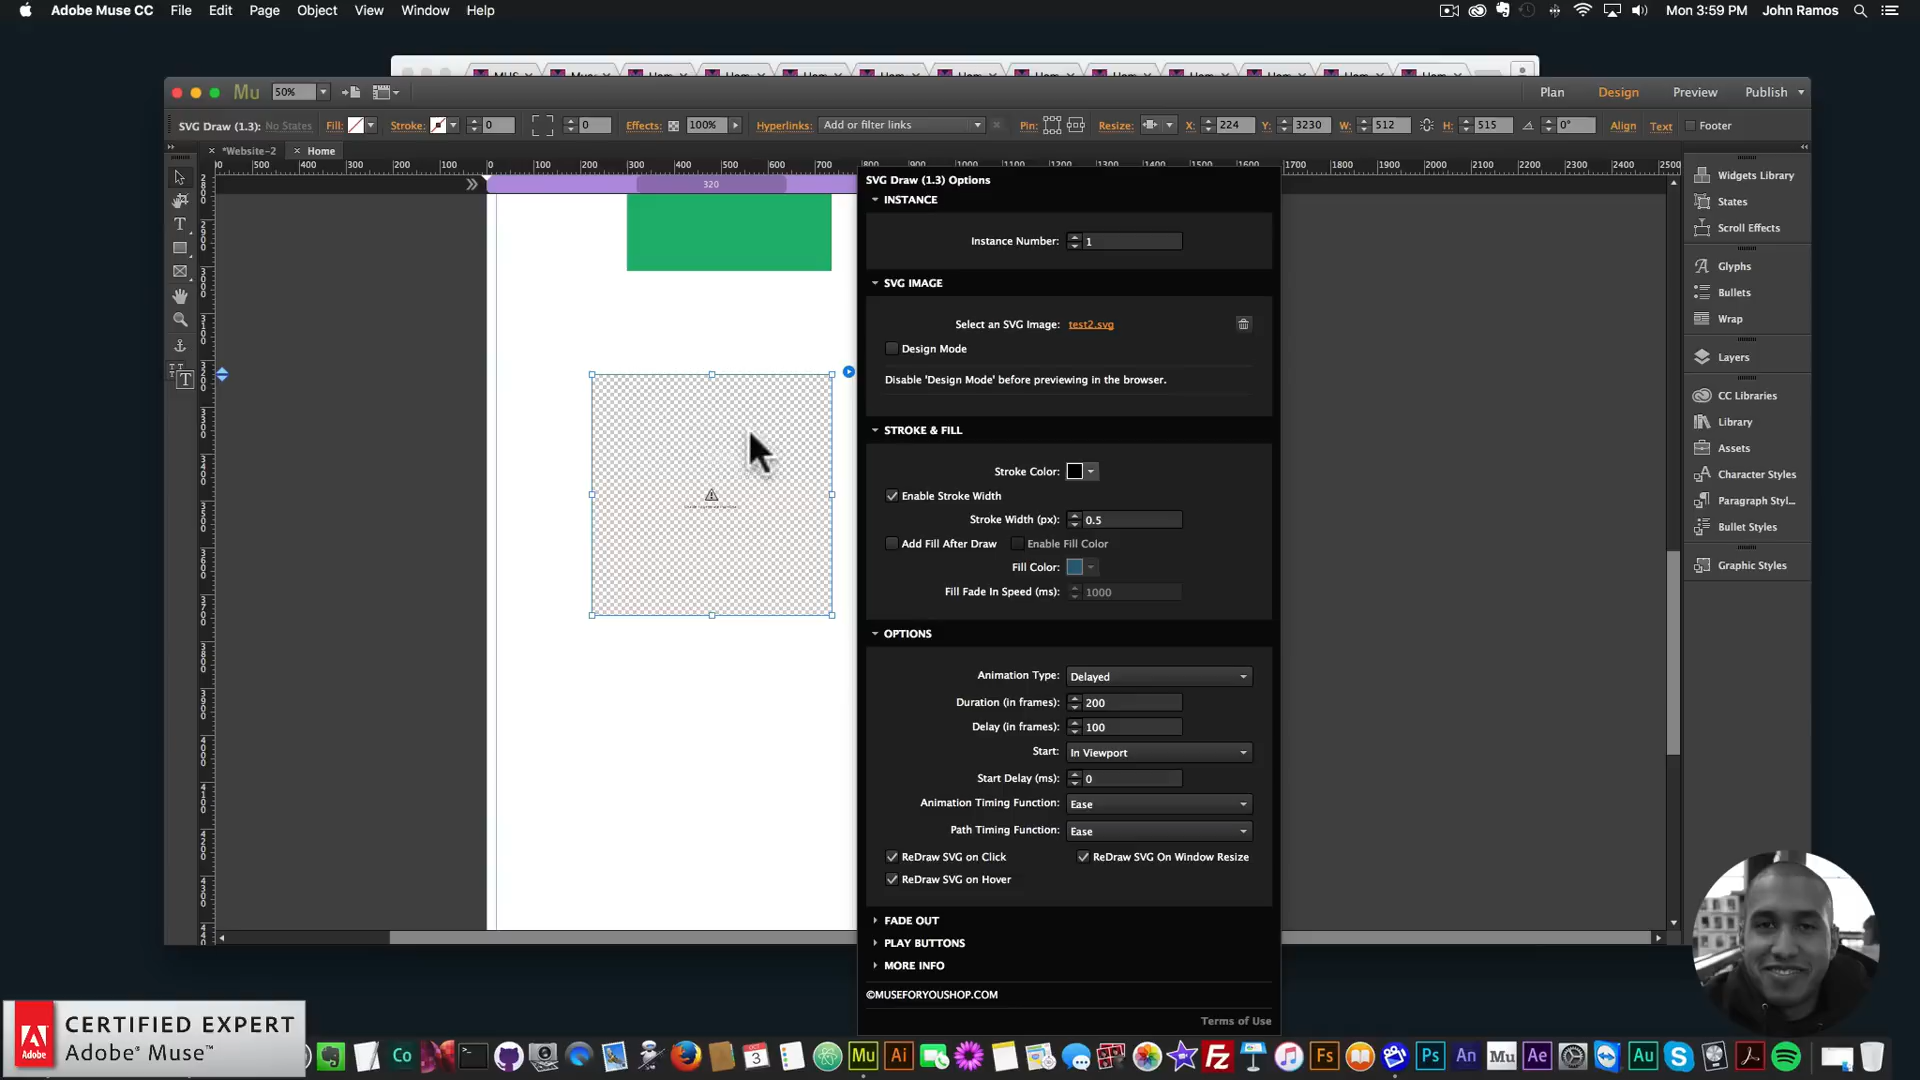 Adobe Muse CC File Edit Page Object View Window Help Mon 3:59 PM John Ramos
Mu 50% Plan Design Preview Publish
SVG Draw (1.3): No States Fill: Stroke: 0 0 Effects: 100% Hyperlinks: Add or filter links Pin: Resize: X: 224 Y: 3230 W: 512 H: 515 0° Align Text Footer
*Website-2 Home
320
SVG Draw (1.3) Options
INSTANCE
Instance Number: 1
SVG IMAGE
Select an SVG Image: test2.svg
Design Mode
Disable 'Design Mode' before previewing in the browser.
STROKE & FILL
Stroke Color:
Enable Stroke Width
Stroke Width (px): 0.5
Add Fill After Draw Enable Fill Color
Fill Color:
Fill Fade In Speed (ms): 1000
OPTIONS
Animation Type: Delayed
Duration (in frames): 200
Delay (in frames): 100
Start: In Viewport
Start Delay (ms): 0
Animation Timing Function: Ease
Path Timing Function: Ease
ReDraw SVG on Click ReDraw SVG On Window Resize
ReDraw SVG on Hover
FADE OUT
PLAY BUTTONS
MORE INFO
©MUSEFORYOUSHOP.COM
Terms of Use
Widgets Library
States
Scroll Effects
Glyphs
Bullets
Wrap
Layers
CC Libraries
Library
Assets
Character Styles
Paragraph Styl...
Bullet Styles
Graphic Styles
CERTIFIED EXPERT
Adobe® Muse™
Adobe